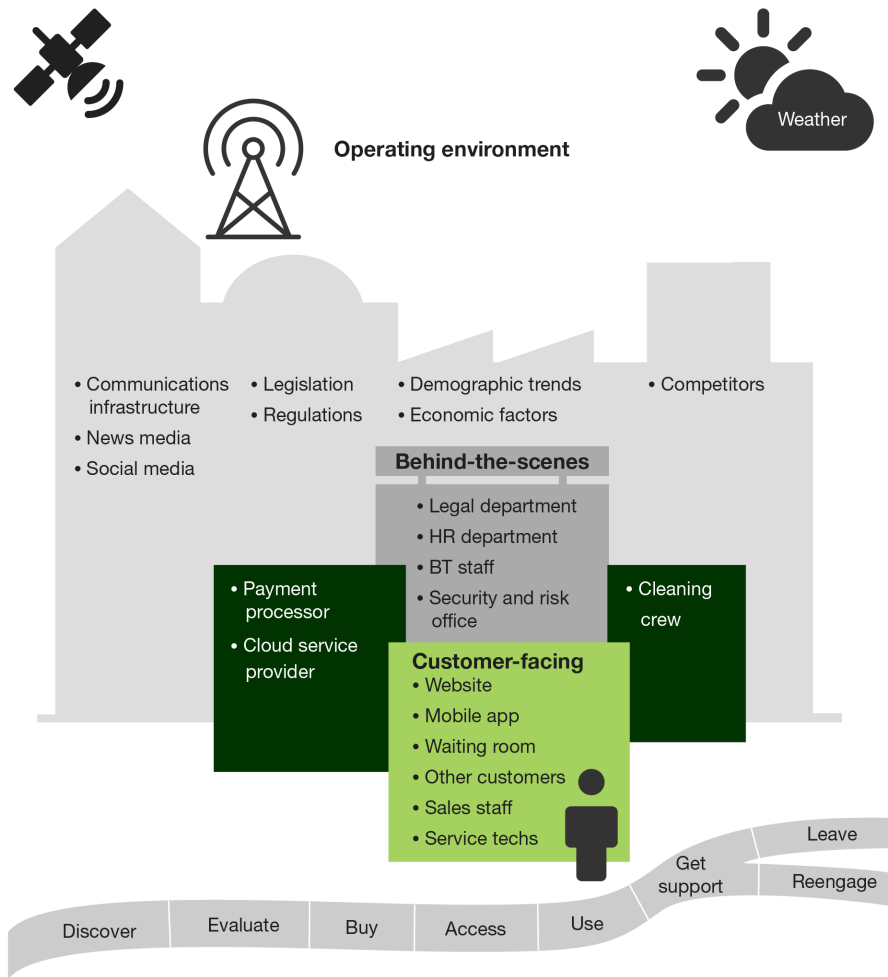 Weather
Operating environment
• Communications
infrastructure
• News media
• Social media
• Legislation
• Regulations
• Demographic trends
• Economic factors
• Competitors
Behind-the-scenes
• Legal department
• HR department
• BT staff
• Security and risk
office
• Payment
processor
• Cloud service
provider
• Cleaning
crew
Customer-facing
• Website
• Mobile app
• Waiting room
• Other customers
• Sales staff
• Service techs
Discover
Evaluate
Buy
Access
Use
Get
support
Leave
Reengage